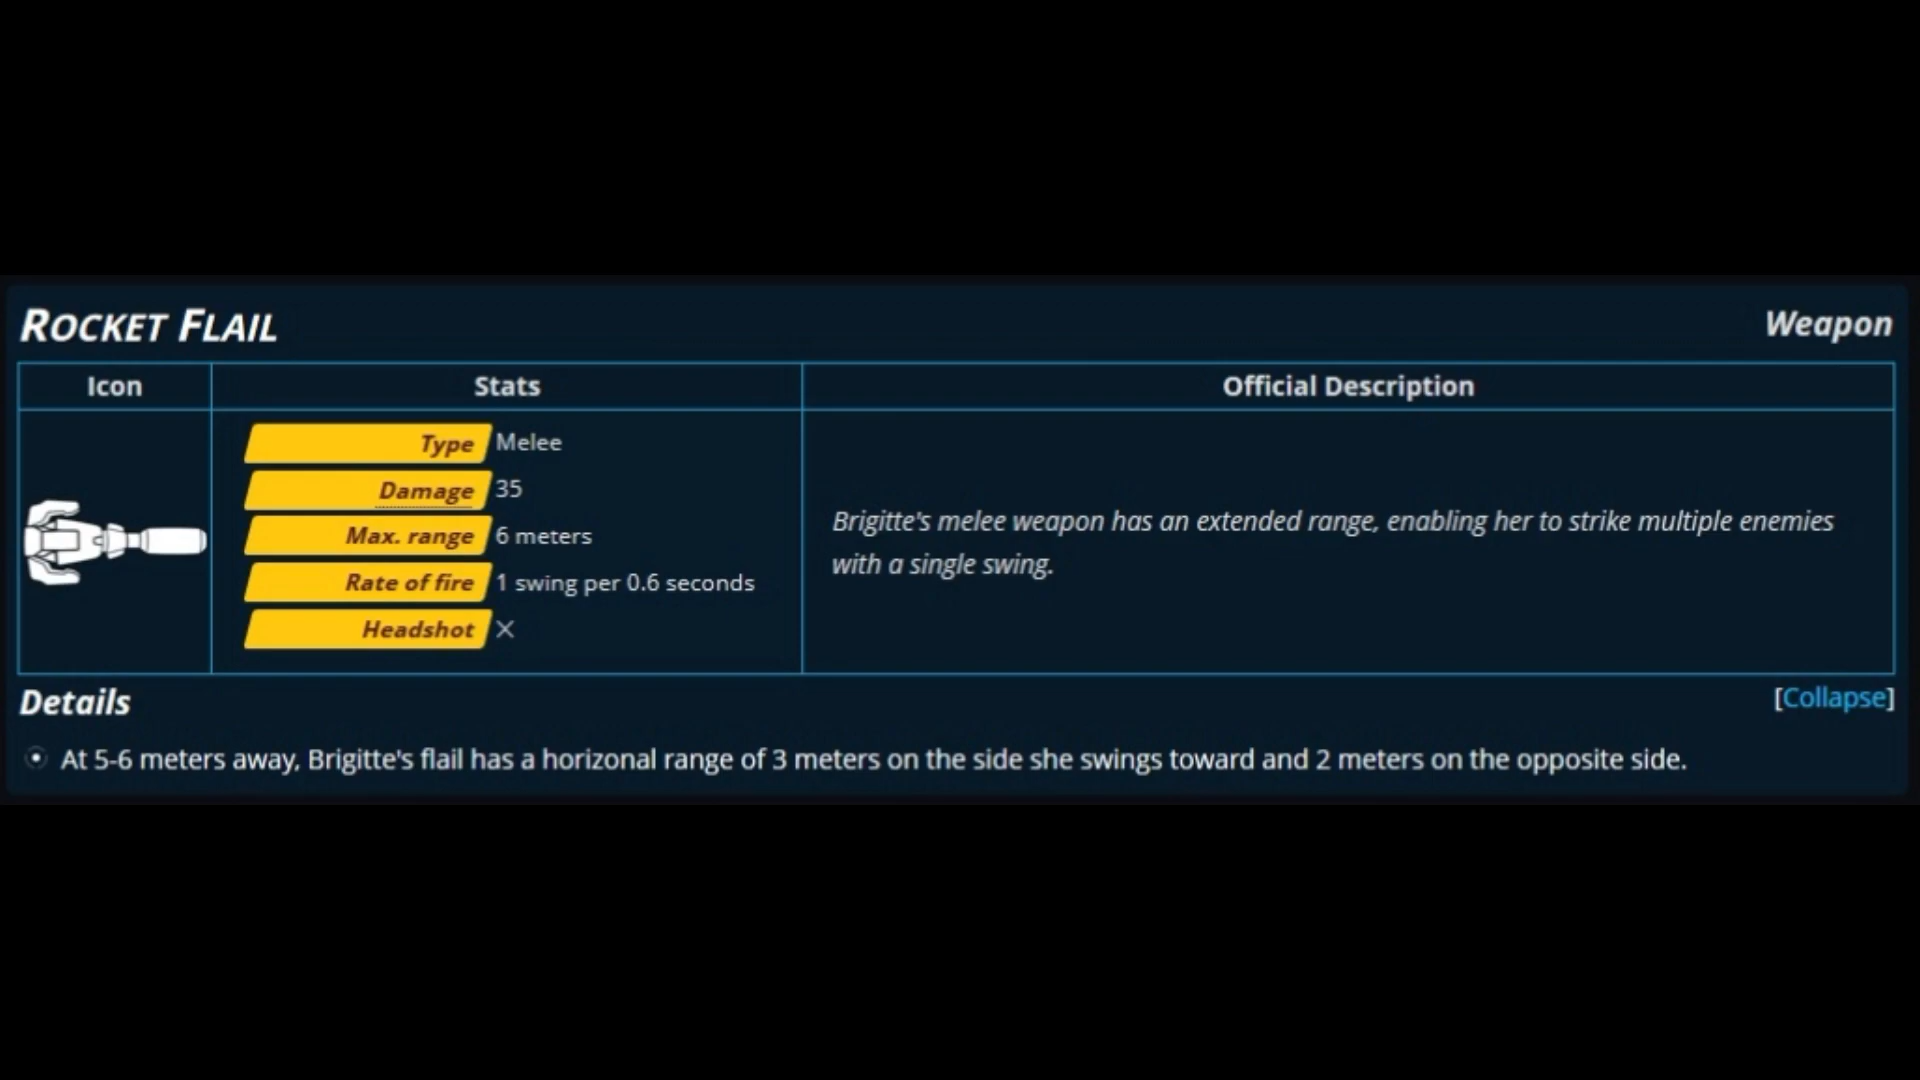 ROCKET FLAIL
Weapon
Icon
Stats
Official Description
Type Melee
Damage 35
Max. range 6 meters
Rate of fire 1 swing per 0.6 seconds
Headshot ✕
Brigitte's melee weapon has an extended range, enabling her to strike multiple enemies
with a single swing.
Details
[Collapse]
At 5-6 meters away, Brigitte's flail has a horizonal range of 3 meters on the side she swings toward and 2 meters on the opposite side.